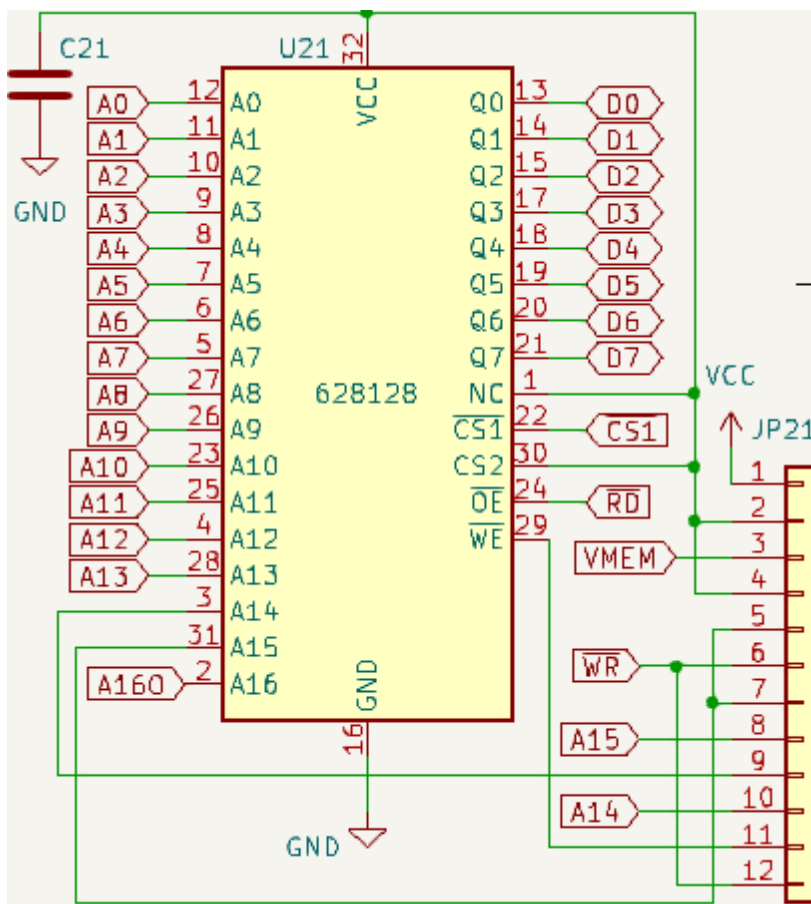 C21
GND
U21
32
VCC
A0 12 A0
A1 11 A1
A2 10 A2
A3 9 A3
A4 8 A4
A5 7 A5
A6 6 A6
A7 5 A7
A8 27 A8
A9 26 A9
A10 23 A10
A11 25 A11
A12 4 A12
A13 28 A13
3 A14
31 A15
A160 2 A16
628128
Q0 13 D0
Q1 14 D1
Q2 15 D2
Q3 17 D3
Q4 18 D4
Q5 19 D5
Q6 20 D6
Q7 21 D7
NC 1
CS1 22 CS1
CS2 30
OE 24 RD
WE 29
GND
16
GND
VCC
JP21
1
2
VMEM 3
4
5
WR 6
7
A15 8
9
A14 10
11
12